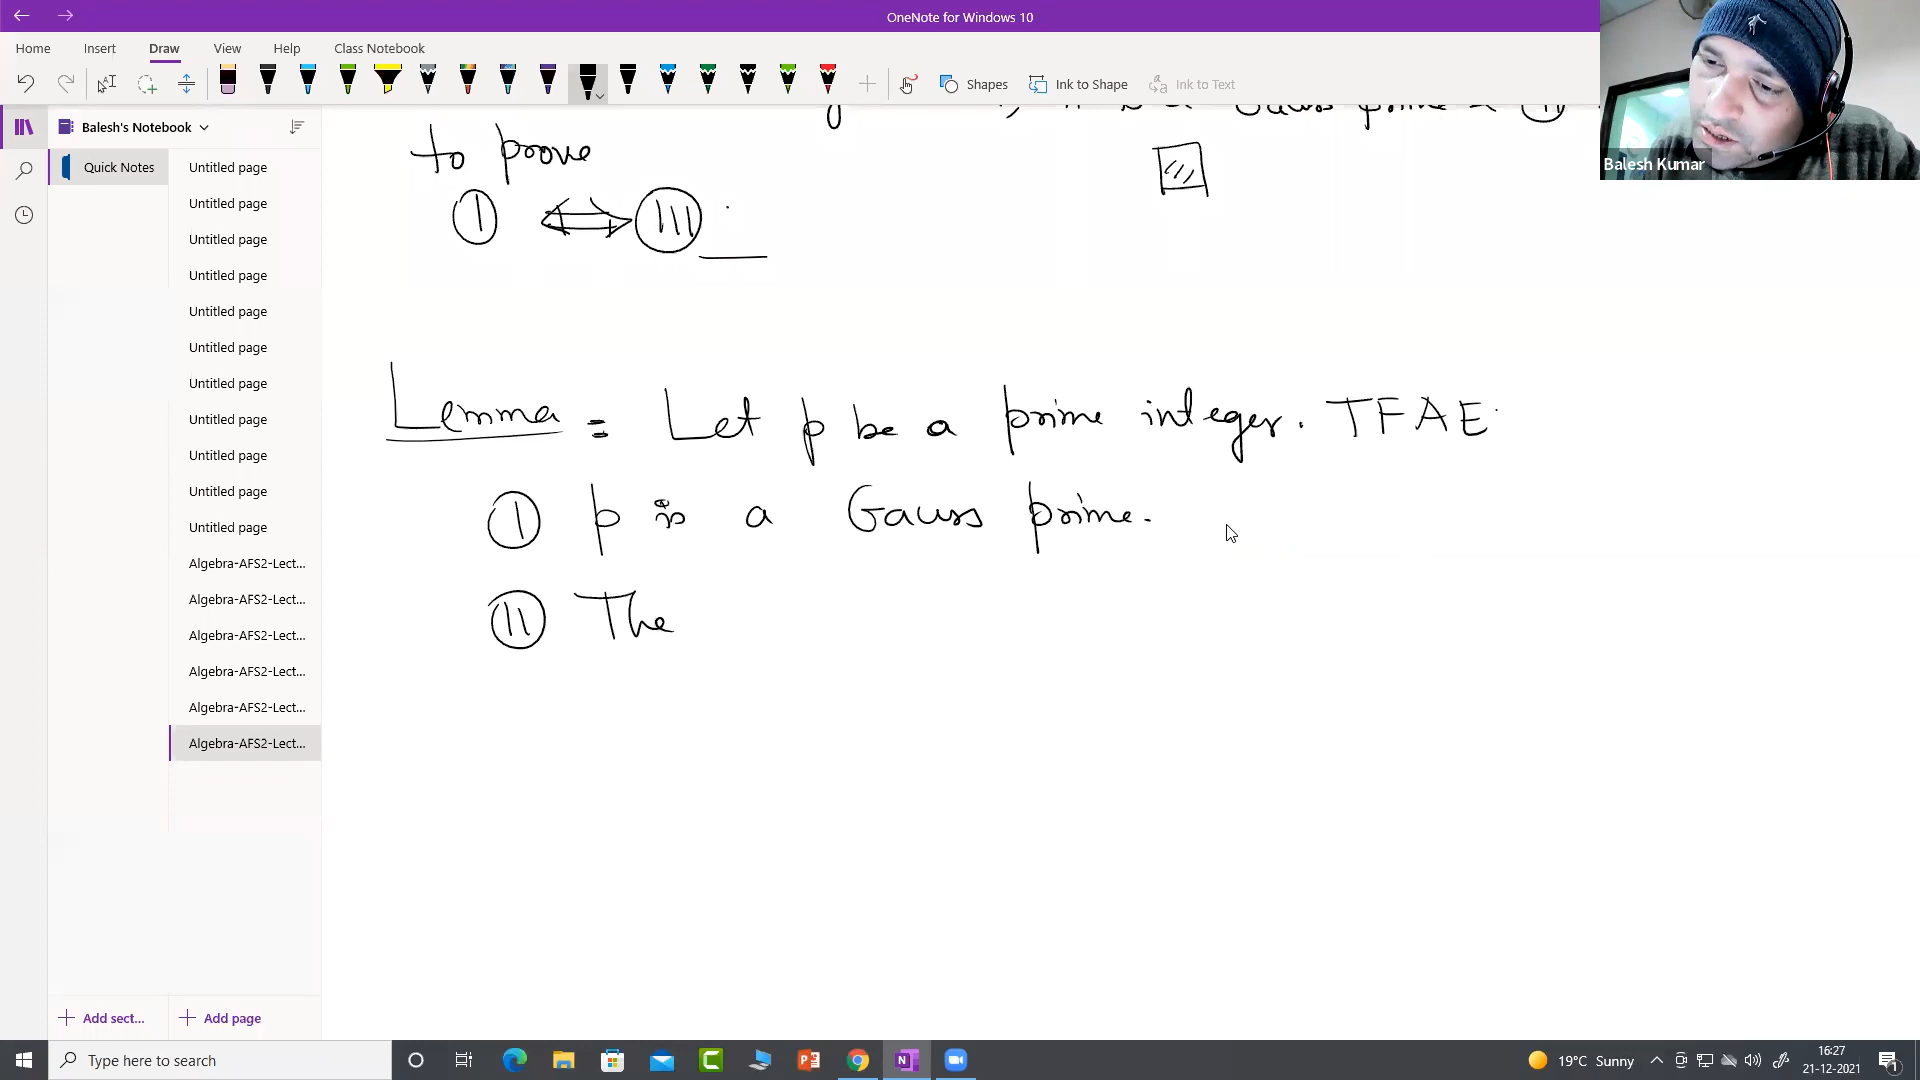 OneNote for Windows 10
Home Insert Draw View Help Class Notebook
Shapes Ink to Shape Ink to Text
Balesh's Notebook
Quick Notes
Untitled page
Untitled page
Untitled page
Untitled page
Untitled page
Untitled page
Untitled page
Untitled page
Untitled page
Untitled page
Untitled page
Algebra-AFS2-Lect...
Algebra-AFS2-Lect...
Algebra-AFS2-Lect...
Algebra-AFS2-Lect...
Algebra-AFS2-Lect...
Algebra-AFS2-Lect...
Add sect...
Add page
Gauss prime
to prove
I ⟺ III
Lemma = Let p be a prime integer. TFAE
I p is a Gauss prime.
II The
Balesh Kumar
Type here to search
19°C Sunny
16:27
21-12-2021
1